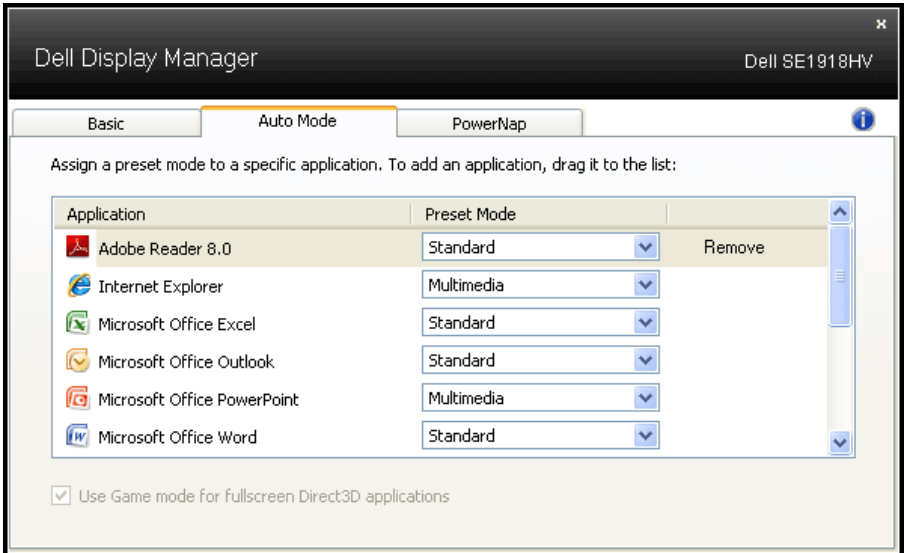 x
Dell Display Manager
Dell SE1918HV
Basic Auto Mode PowerNap i
Assign a preset mode to a specific application. To add an application, drag it to the list:
Application Preset Mode
Adobe Reader 8.0 Standard Remove
Internet Explorer Multimedia
Microsoft Office Excel Standard
Microsoft Office Outlook Standard
Microsoft Office PowerPoint Multimedia
Microsoft Office Word Standard
Use Game mode for fullscreen Direct3D applications